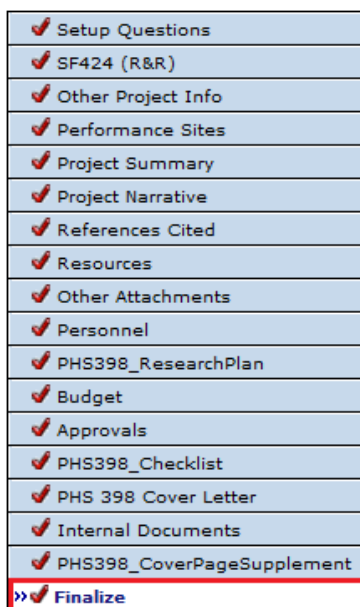 Setup Questions
SF424 (R&R)
Other Project Info
Performance Sites
Project Summary
Project Narrative
References Cited
Resources
Other Attachments
Personnel
PHS398_ResearchPlan
Budget
Approvals
PHS398_Checklist
PHS 398 Cover Letter
Internal Documents
PHS398_CoverPageSupplement
»Finalize